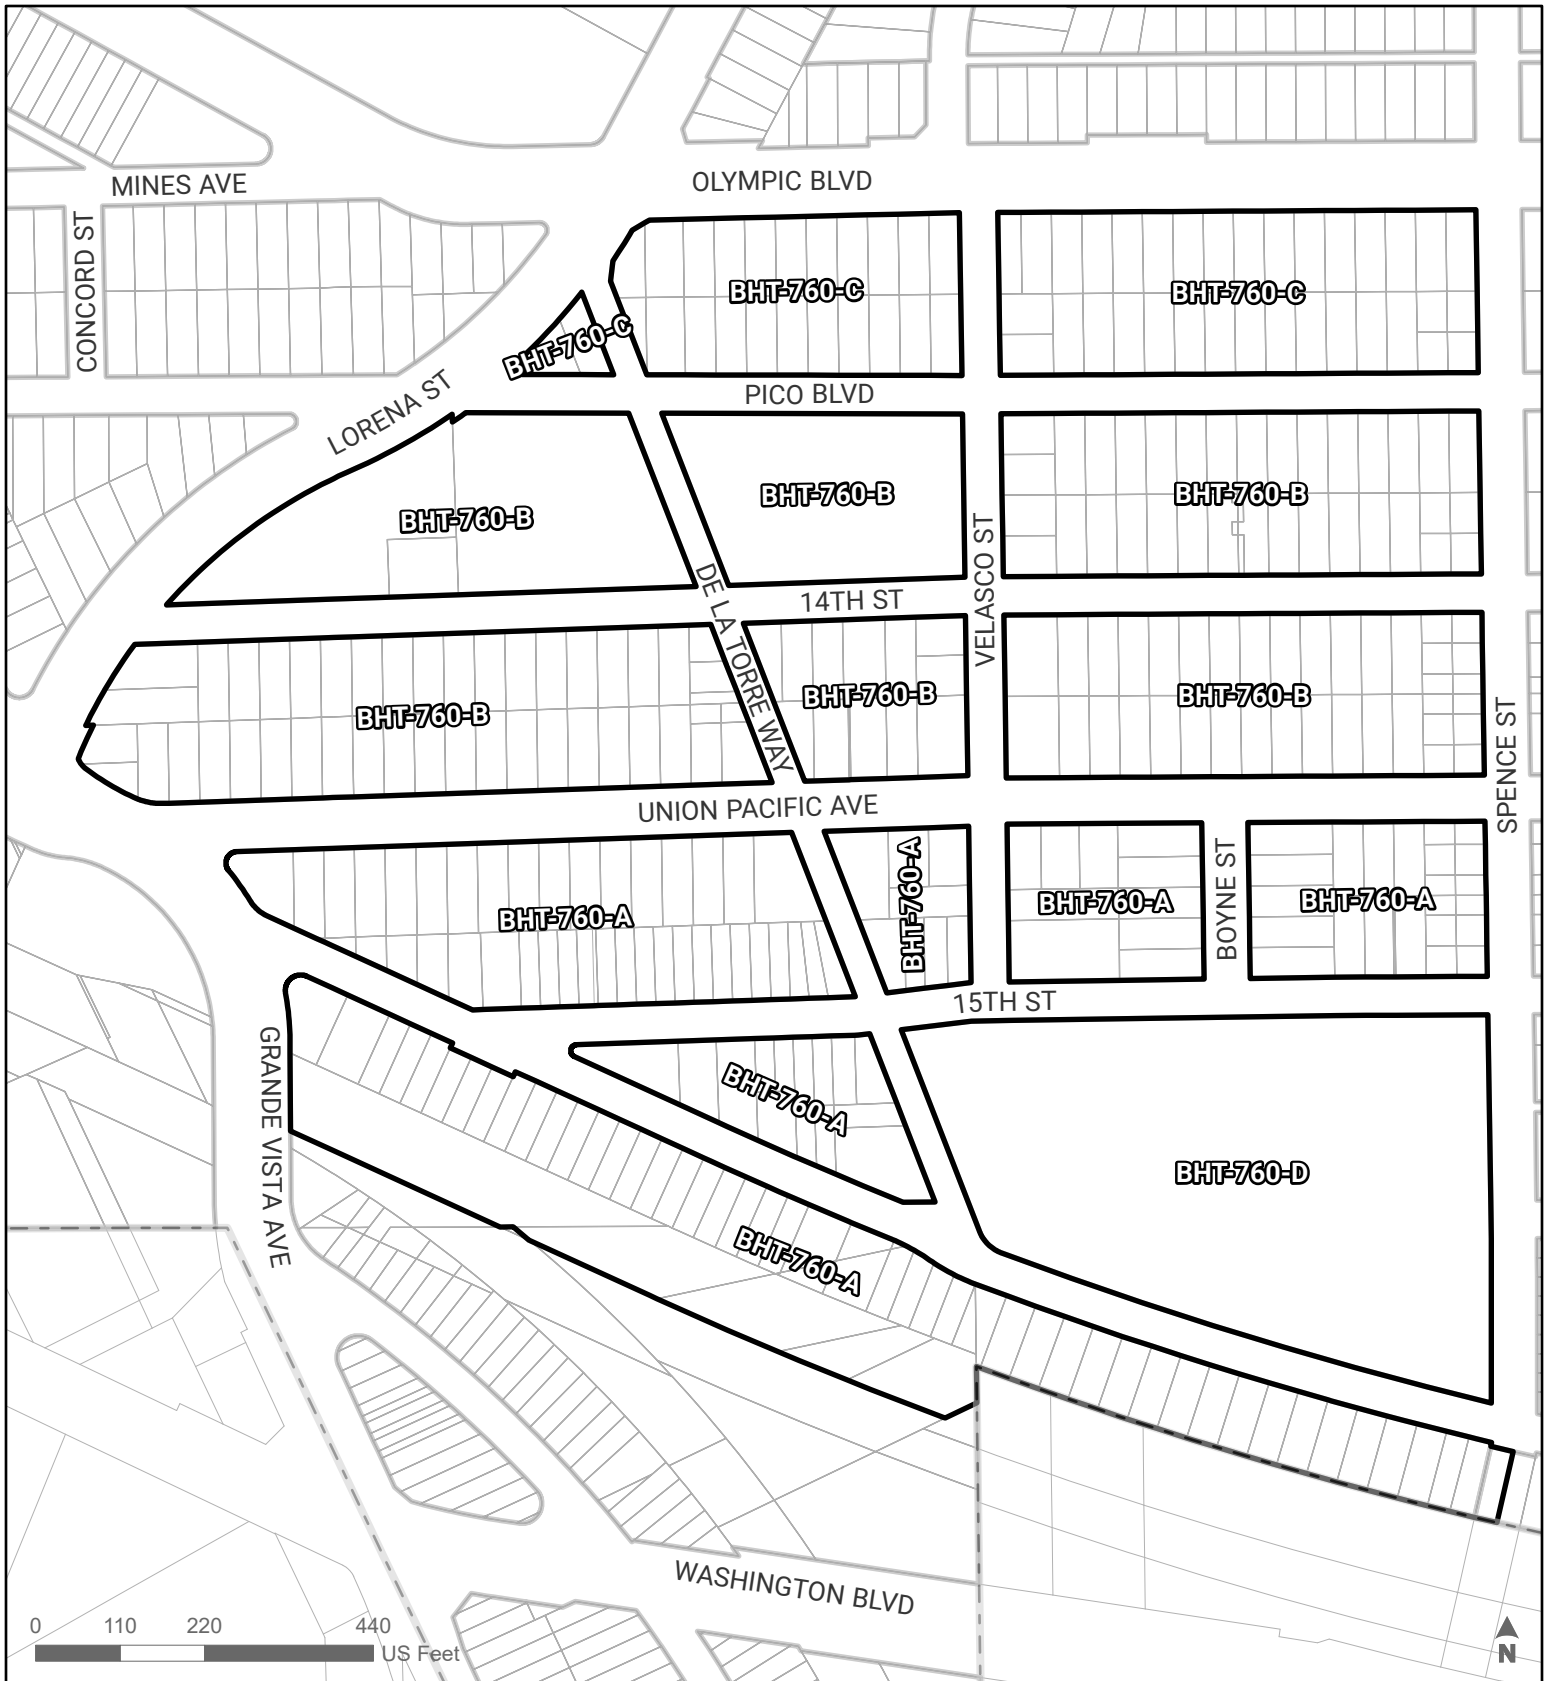 MINES AVE
OLYMPIC BLVD
CONCORD ST
BHT-760-C
BHT-760-C
BHT-760-C
LORENA ST
PICO BLVD
BHT-760-B
BHT-760-B
BHT-760-B
VELASCO ST
DE LA TORRE WAY
14TH ST
BHT-760-B
BHT-760-B
BHT-760-B
SPENCE ST
UNION PACIFIC AVE
BHT-760-A
BHT-760-A
BHT-760-A
BOYNE ST
BHT-760-A
15TH ST
GRANDE VISTA AVE
BHT-760-A
BHT-760-D
BHT-760-A
WASHINGTON BLVD
0 110 220 440
US Feet
N